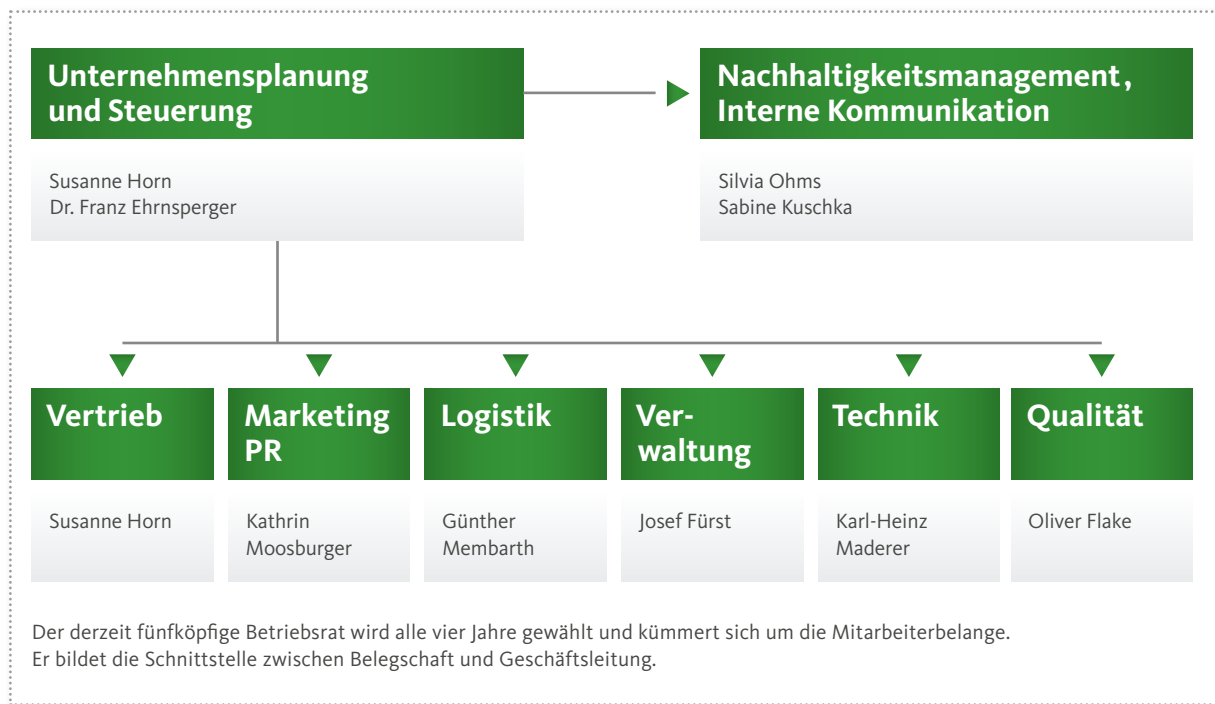 Unternehmensplanung
und Steuerung
Nachhaltigkeitsmanagement,
Interne Kommunikation
Susanne Horn
Dr. Franz Ehrnsperger
Silvia Ohms
Sabine Kuschka
Vertrieb
Marketing
PR
Logistik
Ver-
waltung
Technik
Qualität
Susanne Horn
Kathrin
Moosburger
Günther
Membarth
Josef Fürst
Karl-Heinz
Maderer
Oliver Flake
Der derzeit fünfköpfige Betriebsrat wird alle vier Jahre gewählt und kümmert sich um die Mitarbeiterbelange.
Er bildet die Schnittstelle zwischen Belegschaft und Geschäftsleitung.